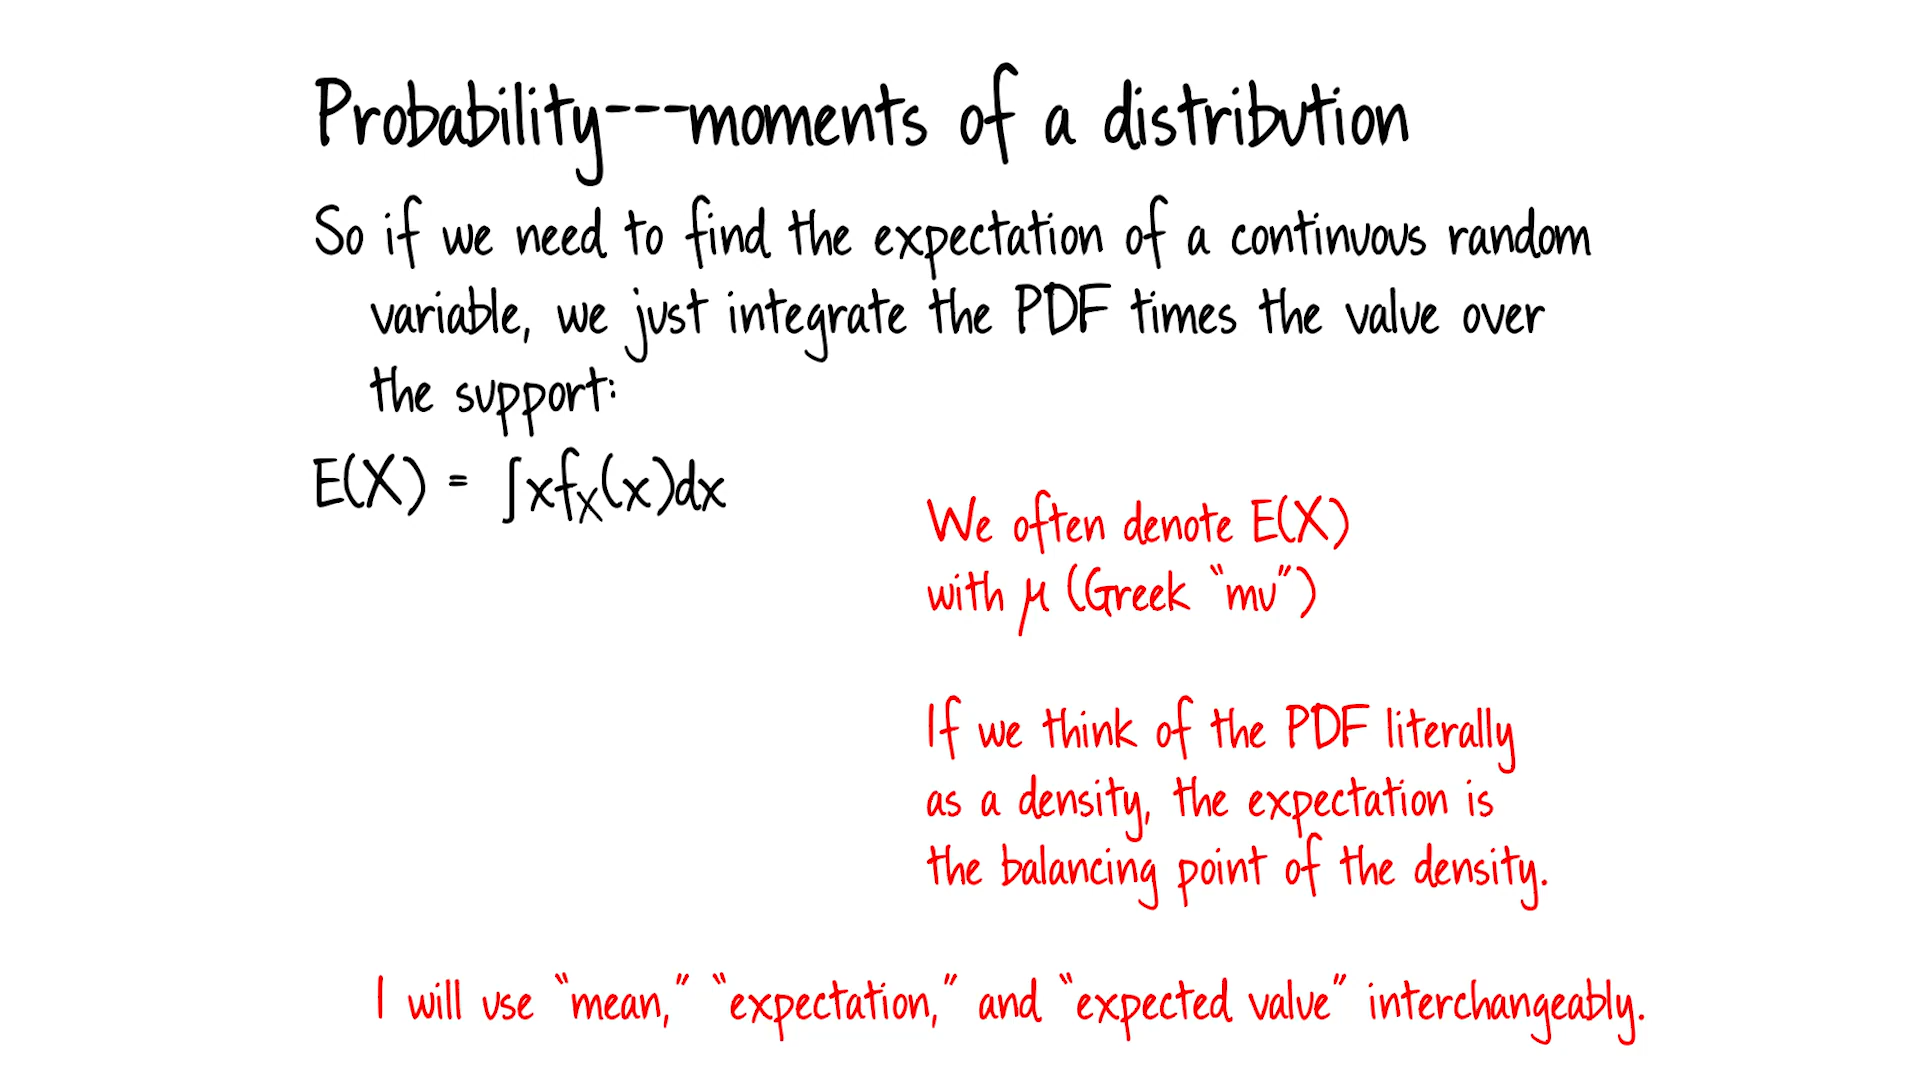 Probability---moments of a distribution
So if we need to find the expectation of a continuous random
variable, we just integrate the PDF times the value over
the support:
E(X) = ∫xfₓ(x)dx
We often denote E(X)
with μ (Greek “mu”)
If we think of the PDF literally
as a density, the expectation is
the balancing point of the density.
I will use “mean,” “expectation,” and “expected value” interchangeably.